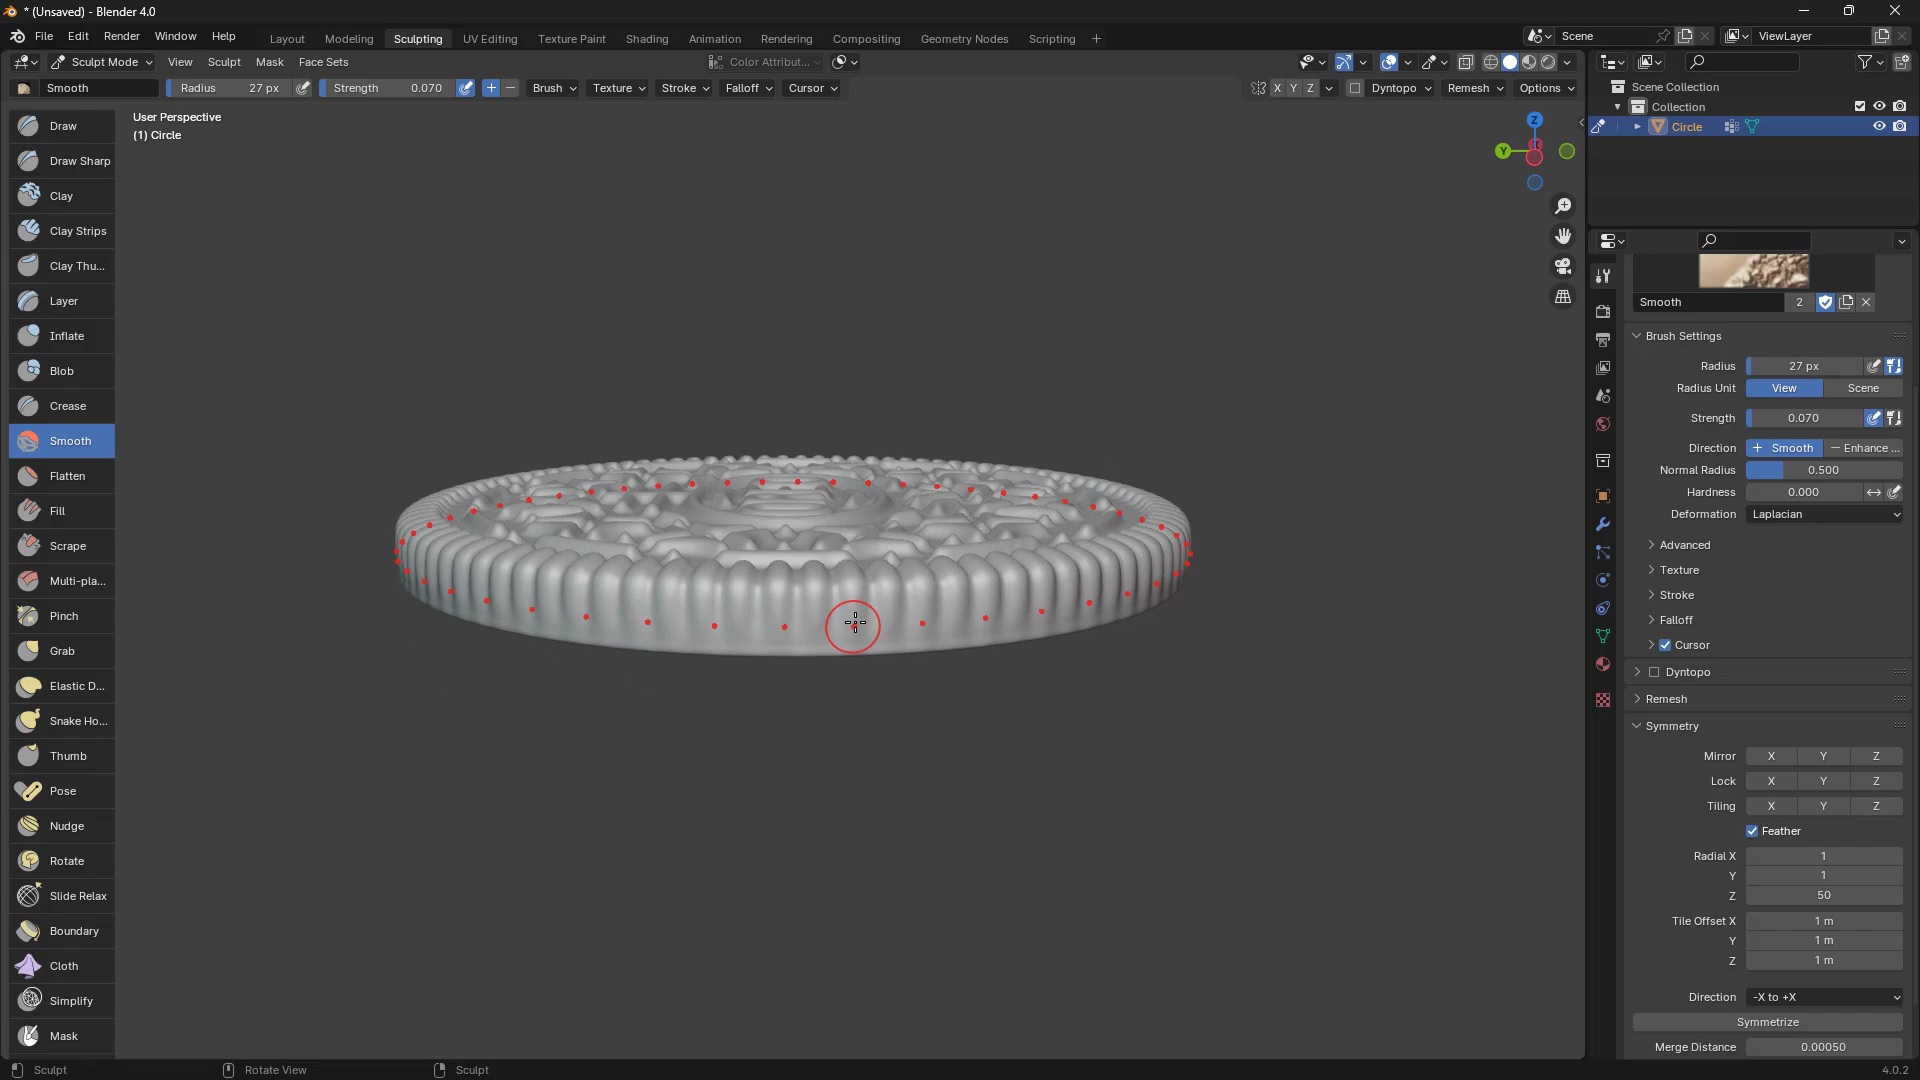 * (Unsaved) - Blender 4.0
File Edit Render Window Help
Layout Modeling Sculpting UV Editing Texture Paint Shading Animation Rendering Compositing Geometry Nodes Scripting +
Scene ViewLayer
Sculpt Mode View Sculpt Mask Face Sets
Color Attribut...
Smooth Radius 27 px Strength 0.070 Brush Texture Stroke Falloff Cursor
X Y Z Dyntopo Remesh Options
User Perspective
(1) Circle
Draw
Draw Sharp
Clay
Clay Strips
Clay Thu...
Layer
Inflate
Blob
Crease
Smooth
Flatten
Fill
Scrape
Multi-pla...
Pinch
Grab
Elastic D...
Snake Ho...
Thumb
Pose
Nudge
Rotate
Slide Relax
Boundary
Cloth
Simplify
Mask
Z
Y
Scene Collection
Collection
Circle
Smooth 2
Brush Settings
Radius 27 px
Radius Unit View Scene
Strength 0.070
Direction + Smooth − Enhance ...
Normal Radius 0.500
Hardness 0.000
Deformation Laplacian
Advanced
Texture
Stroke
Falloff
Cursor
Dyntopo
Remesh
Symmetry
Mirror X Y Z
Lock X Y Z
Tiling X Y Z
Feather
Radial X 1
Y 1
Z 50
Tile Offset X 1 m
Y 1 m
Z 1 m
Direction -X to +X
Symmetrize
Merge Distance 0.00050
Sculpt Rotate View Sculpt
4.0.2